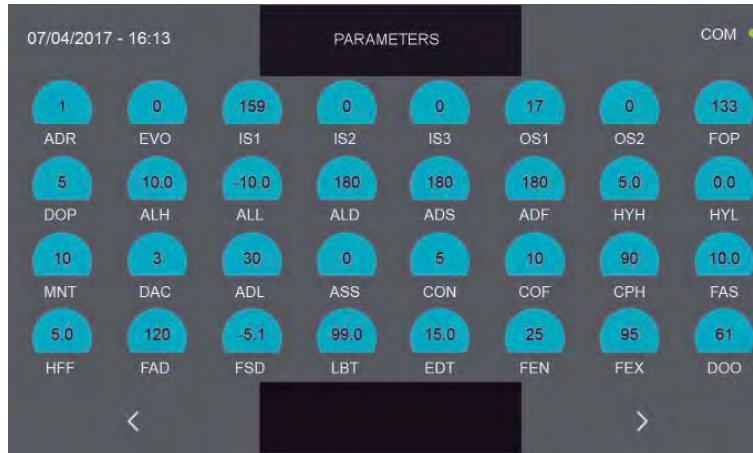 07/04/2017 - 16:13 PARAMETERS COM
1 0 159 0 0 17 0 133
ADR EVO IS1 IS2 IS3 OS1 OS2 FOP
5 10.0 -10.0 180 180 180 5.0 0.0
DOP ALH ALL ALD ADS ADF HYH HYL
10 3 30 0 5 10 90 10.0
MNT DAC ADL ASS CON COF CPH FAS
5.0 120 -5.1 99.0 15.0 25 95 61
HFF FAD FSD LBT EDT FEN FEX DOO
< >